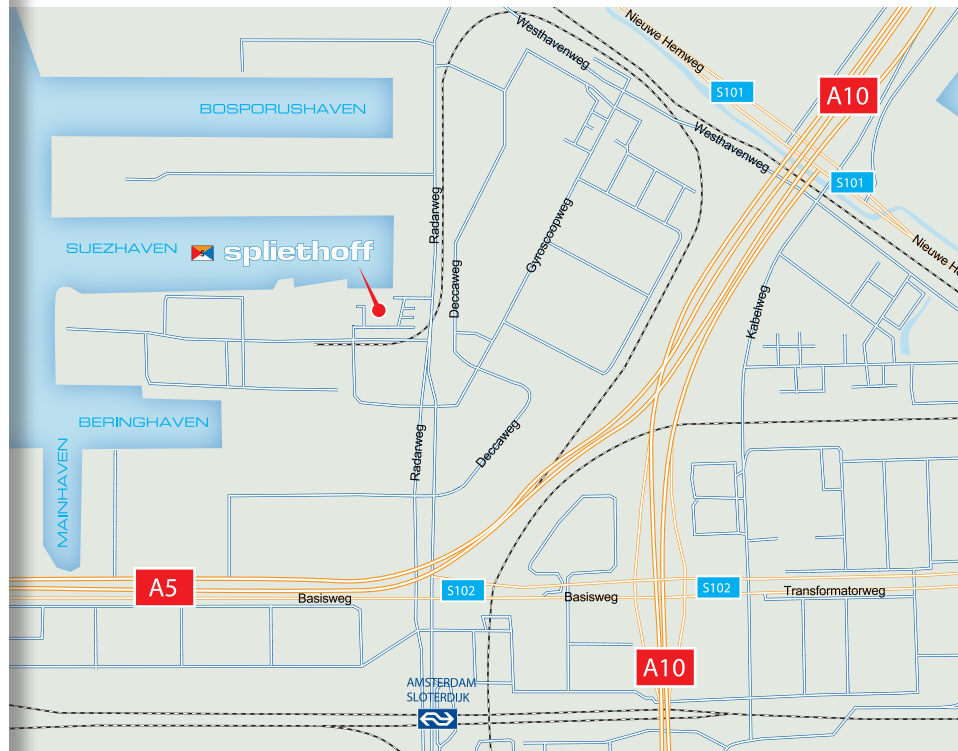 Nieuwe Hemweg
Westhavenweg
S101
A10
BOSPORUSHAVEN
Westhavenweg
S101
Radarweg
Gyroscoopweg
SUEZHAVEN
S
spliethoff
Nieuwe He
Deccaweg
Kabelweg
BERINGHAVEN
Radarweg
Deccaweg
MAINHAVEN
A5
S102
S102
Basisweg
Basisweg
Transformatorweg
A10
AMSTERDAM
SLOTERDIJK